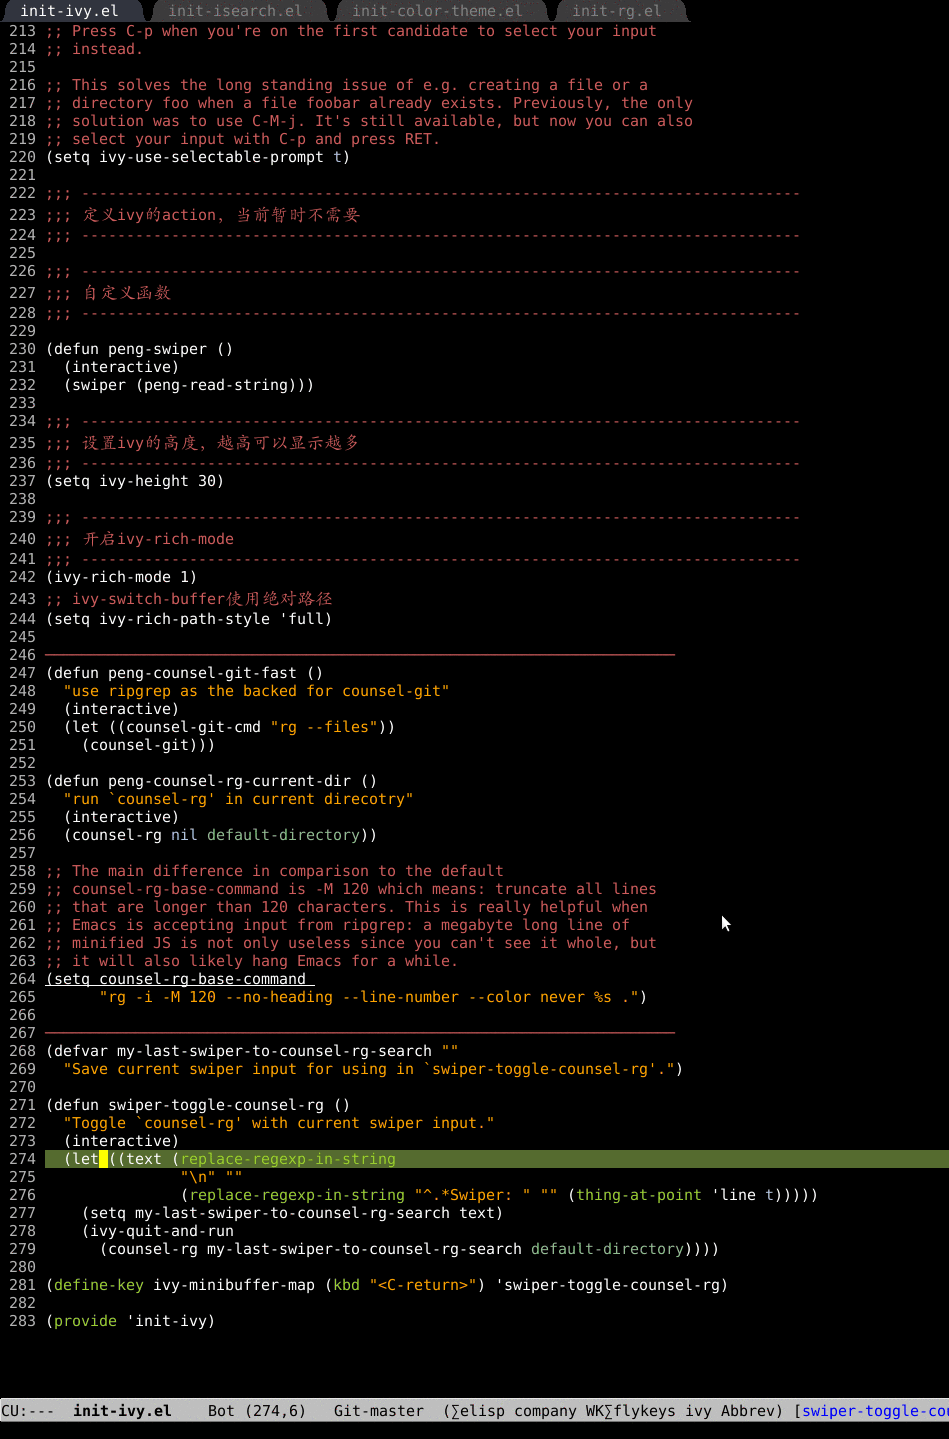 init-ivy.el init-isearch.el init-color-theme.el init-rg.el
213 ;; Press C-p when you're on the first candidate to select your input
214 ;; instead.
215
216 ;; This solves the long standing issue of e.g. creating a file or a
217 ;; directory foo when a file foobar already exists. Previously, the only
218 ;; solution was to use C-M-j. It's still available, but now you can also
219 ;; select your input with C-p and press RET.
220 (setq ivy-use-selectable-prompt t)
221
222 ;;; --------------------------------------------------------------------------------
223 ;;; 定义ivy的action，当前暂时不需要
224 ;;; --------------------------------------------------------------------------------
225
226 ;;; --------------------------------------------------------------------------------
227 ;;; 自定义函数
228 ;;; --------------------------------------------------------------------------------
229
230 (defun peng-swiper ()
231   (interactive)
232   (swiper (peng-read-string)))
233
234 ;;; --------------------------------------------------------------------------------
235 ;;; 设置ivy的高度，越高可以显示越多
236 ;;; --------------------------------------------------------------------------------
237 (setq ivy-height 30)
238
239 ;;; --------------------------------------------------------------------------------
240 ;;; 开启ivy-rich-mode
241 ;;; --------------------------------------------------------------------------------
242 (ivy-rich-mode 1)
243 ;; ivy-switch-buffer使用绝对路径
244 (setq ivy-rich-path-style 'full)
245
246
247 (defun peng-counsel-git-fast ()
248   "use ripgrep as the backed for counsel-git"
249   (interactive)
250   (let ((counsel-git-cmd "rg --files"))
251     (counsel-git)))
252
253 (defun peng-counsel-rg-current-dir ()
254   "run `counsel-rg' in current direcotry"
255   (interactive)
256   (counsel-rg nil default-directory))
257
258 ;; The main difference in comparison to the default
259 ;; counsel-rg-base-command is -M 120 which means: truncate all lines
260 ;; that are longer than 120 characters. This is really helpful when
261 ;; Emacs is accepting input from ripgrep: a megabyte long line of
262 ;; minified JS is not only useless since you can't see it whole, but
263 ;; it will also likely hang Emacs for a while.
264 (setq counsel-rg-base-command
265       "rg -i -M 120 --no-heading --line-number --color never %s .")
266
267
268 (defvar my-last-swiper-to-counsel-rg-search ""
269   "Save current swiper input for using in `swiper-toggle-counsel-rg'.")
270
271 (defun swiper-toggle-counsel-rg ()
272   "Toggle `counsel-rg' with current swiper input."
273   (interactive)
274   (let ((text (replace-regexp-in-string
275                "\n" ""
276                (replace-regexp-in-string "^.*Swiper: " "" (thing-at-point 'line t)))))
277     (setq my-last-swiper-to-counsel-rg-search text)
278     (ivy-quit-and-run
279       (counsel-rg my-last-swiper-to-counsel-rg-search default-directory))))
280
281 (define-key ivy-minibuffer-map (kbd "<C-return>") 'swiper-toggle-counsel-rg)
282
283 (provide 'init-ivy)
CU:---  init-ivy.el    Bot (274,6)   Git-master  (∑elisp company WK∑flykeys ivy Abbrev) [swiper-toggle-cou